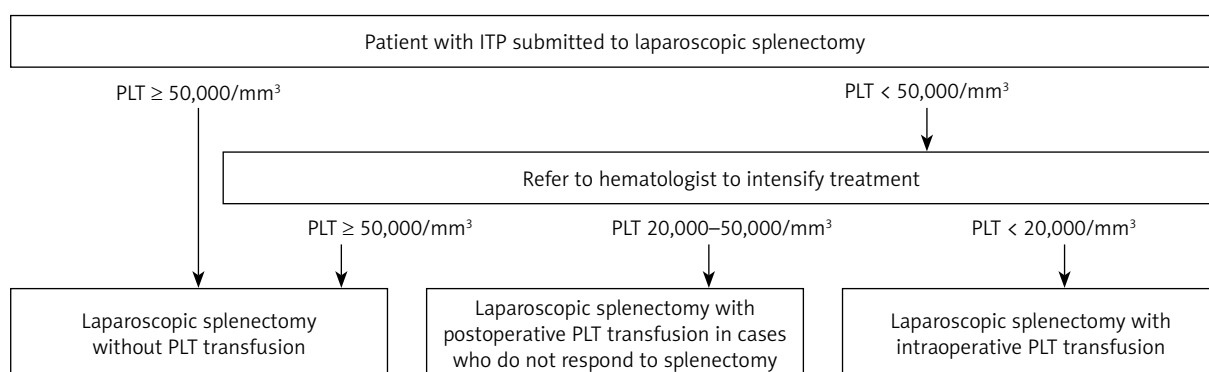 Patient with ITP submitted to laparoscopic splenectomy
PLT ≥ 50,000/mm³
PLT < 50,000/mm³
Refer to hematologist to intensify treatment
PLT ≥ 50,000/mm³
PLT 20,000–50,000/mm³
PLT < 20,000/mm³
Laparoscopic splenectomy
without PLT transfusion
Laparoscopic splenectomy with
postoperative PLT transfusion in cases
who do not respond to splenectomy
Laparoscopic splenectomy with
intraoperative PLT transfusion